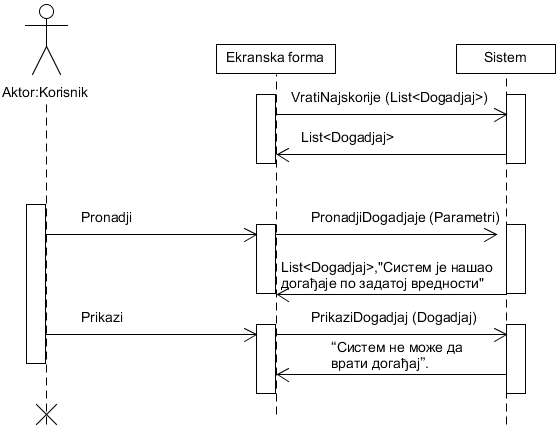 Ekranska forma
Sistem
Aktor:Korisnik
VratiNajskorije (List<Dogadjaj>)
List<Dogadjaj>
Pronadji
PronadjiDogadjaje (Parametri)
List<Dogadjaj>,"Систем је нашао
догађаје по задатој вредности"
Prikazi
PrikaziDogadjaj (Dogadjaj)
“Систем не може да
врати догађај”.